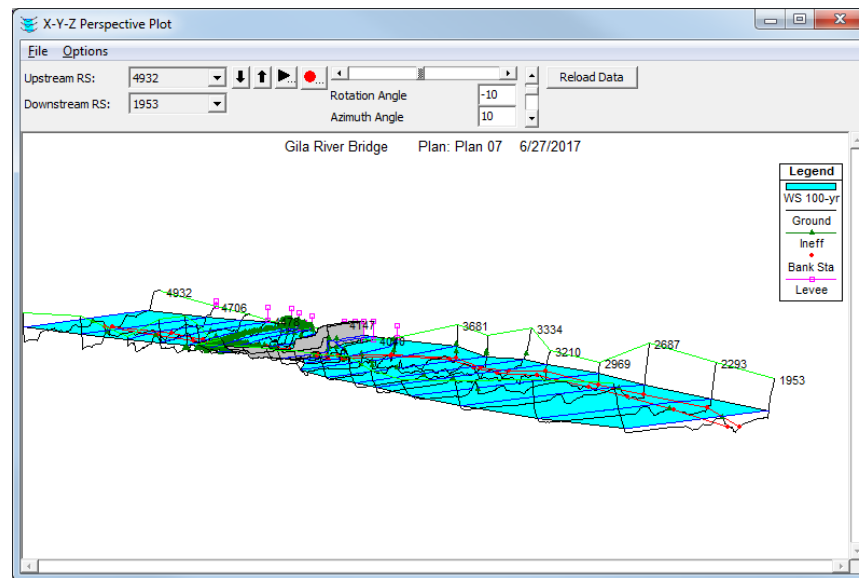 X-Y-Z Perspective Plot
File Options
Upstream RS: 4932
Downstream RS: 1953
Rotation Angle -10
Azimuth Angle 10
Reload Data
Gila River Bridge Plan: Plan 07 6/27/2017
Legend
WS 100-yr
Ground
Ineff
Bank Sta
Levee
4932
4706
4147
3681
3334
3210
2969
2687
2293
1953